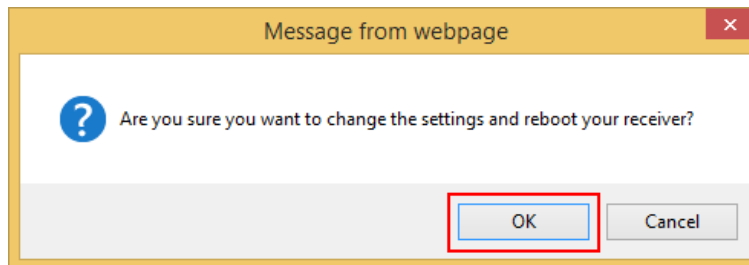 Message from webpage
Are you sure you want to change the settings and reboot your receiver?
OK Cancel